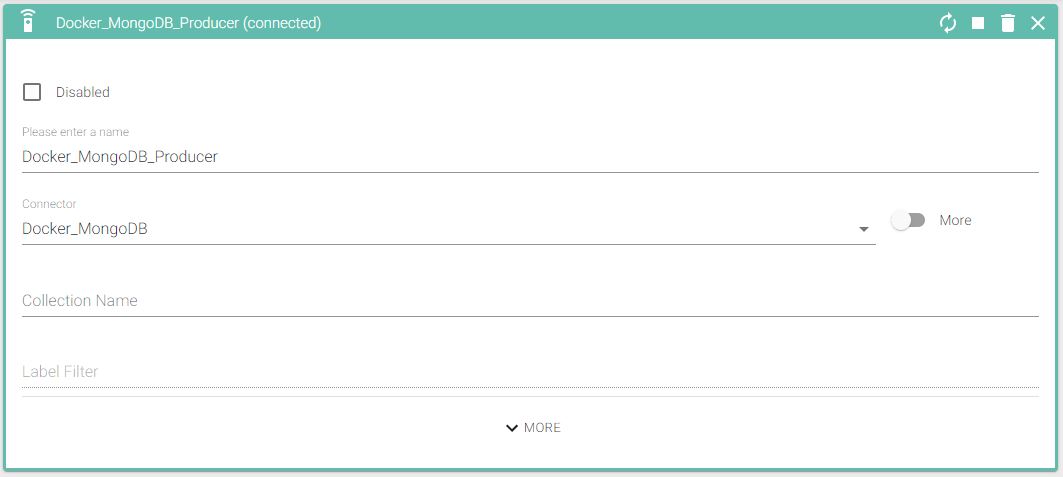 Docker_MongoDB_Producer (connected)
Disabled
Please enter a name
Docker_MongoDB_Producer
Connector
Docker_MongoDB
More
Collection Name
Label Filter
MORE